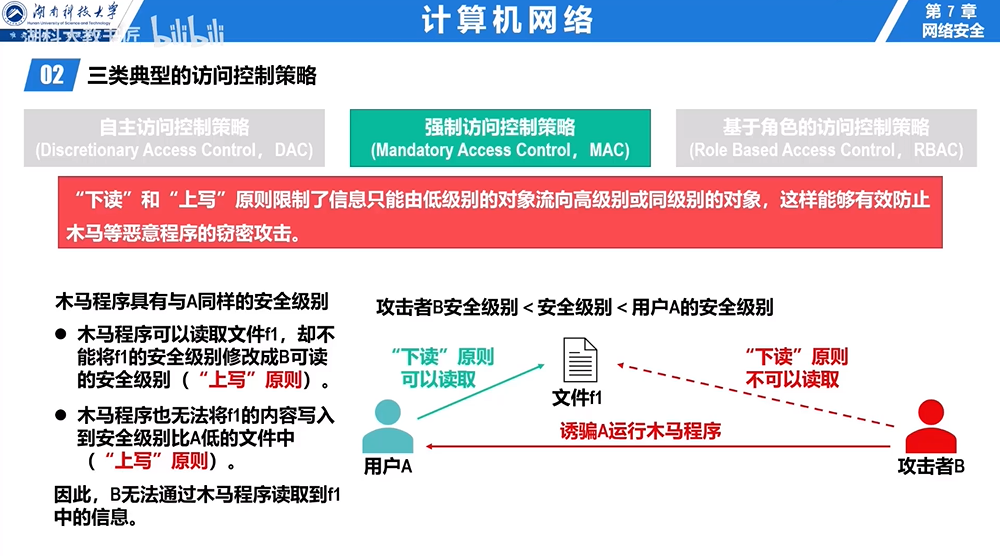 湖南科技大学
Hunan University of Science and Technology
湖科大教书匠 bilibili
计算机网络
第7章
网络安全
02 三类典型的访问控制策略
自主访问控制策略
(Discretionary Access Control，DAC)
强制访问控制策略
(Mandatory Access Control，MAC)
基于角色的访问控制策略
(Role Based Access Control，RBAC)
“下读”和“上写”原则限制了信息只能由低级别的对象流向高级别或同级别的对象，这样能够有效防止
木马等恶意程序的窃密攻击。
木马程序具有与A同样的安全级别
● 木马程序可以读取文件f1，却不
能将f1的安全级别修改成B可读
的安全级别（“上写”原则）。
● 木马程序也无法将f1的内容写入
到安全级别比A低的文件中
（“上写”原则）。
因此，B无法通过木马程序读取到f1
中的信息。
攻击者B安全级别＜安全级别＜用户A的安全级别
“下读”原则
可以读取
文件f1
“下读”原则
不可以读取
诱骗A运行木马程序
用户A
攻击者B